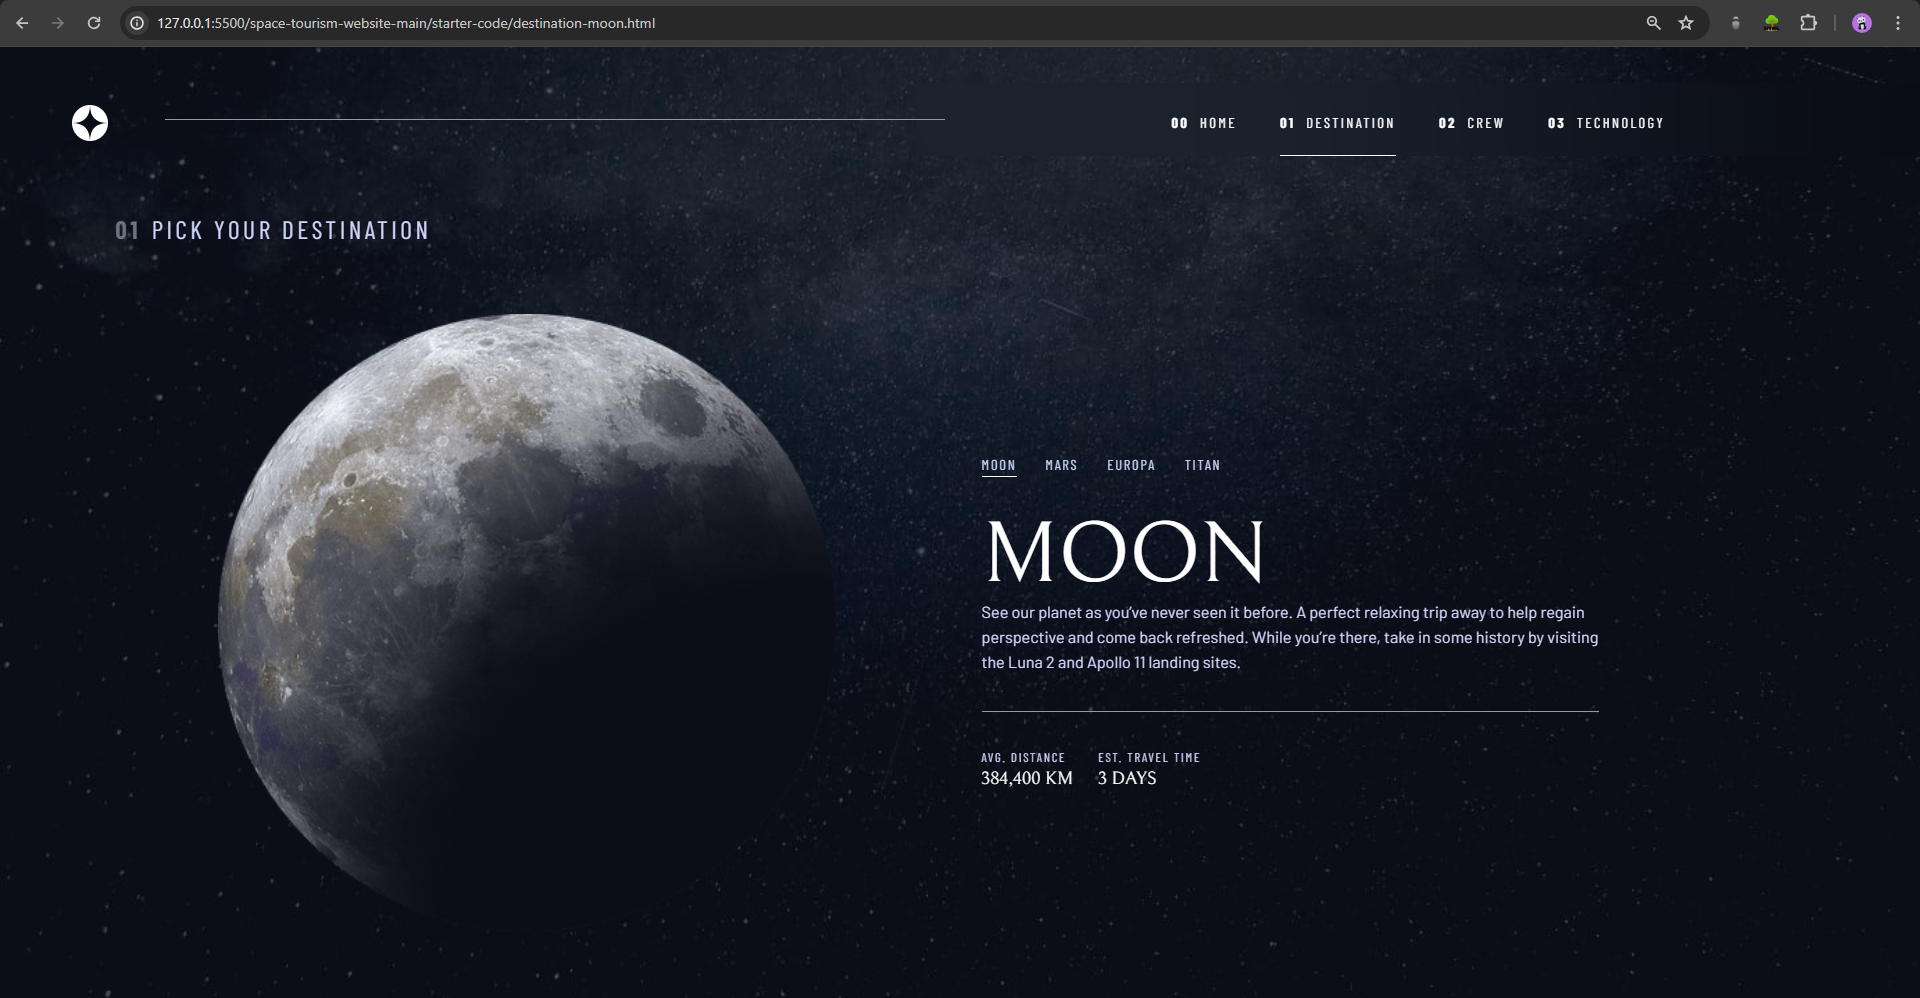 127.0.0.1:5500/space-tourism-website-main/starter-code/destination-moon.html
00 HOME 01 DESTINATION 02 CREW 03 TECHNOLOGY
01 PICK YOUR DESTINATION
MOON MARS EUROPA TITAN
MOON
See our planet as you’ve never seen it before. A perfect relaxing trip away to help regain
perspective and come back refreshed. While you’re there, take in some history by visiting
the Luna 2 and Apollo 11 landing sites.
AVG. DISTANCE EST. TRAVEL TIME
384,400 KM 3 DAYS